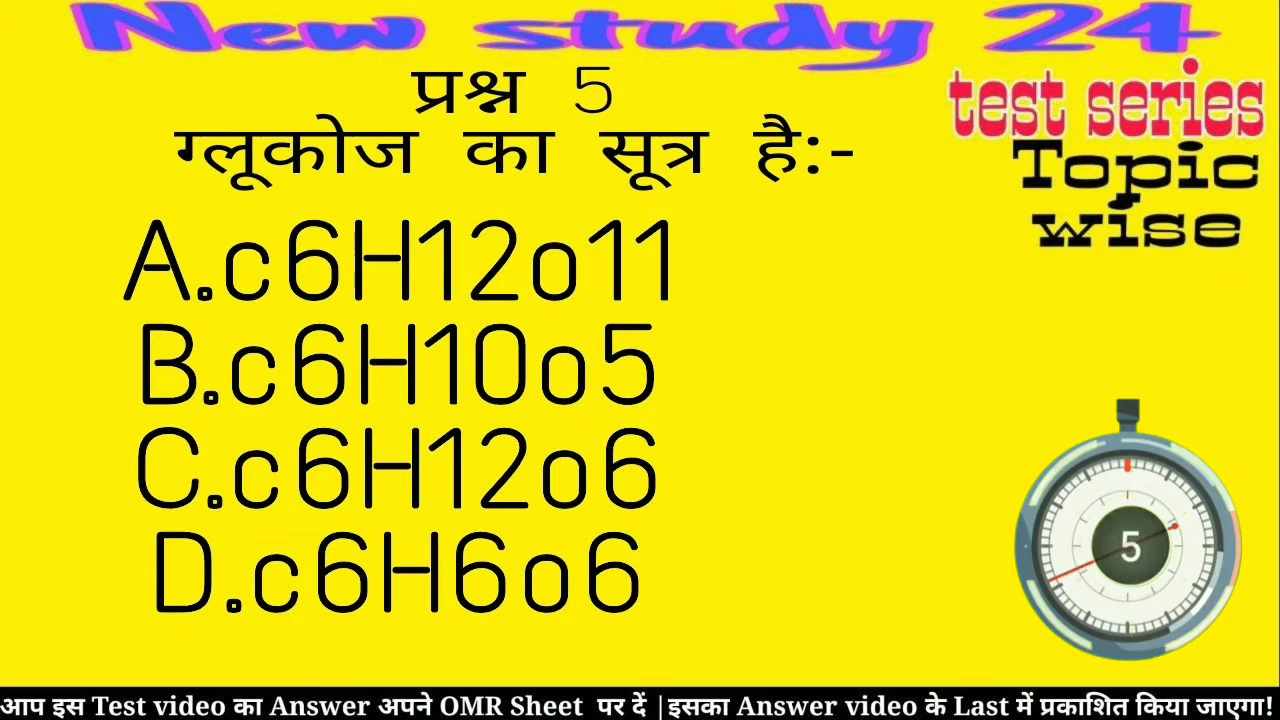 New study 24
प्रश्न 5
test series
ग्लूकोज का सूत्र है:-
Topic
wise
A.c6H12o11
B.c6H10o5
C.c6H12o6
D.c6H6o6
5
आप इस Test video का Answer अपने OMR Sheet पर दें |इसका Answer video के Last में प्रकाशित किया जाएगा!